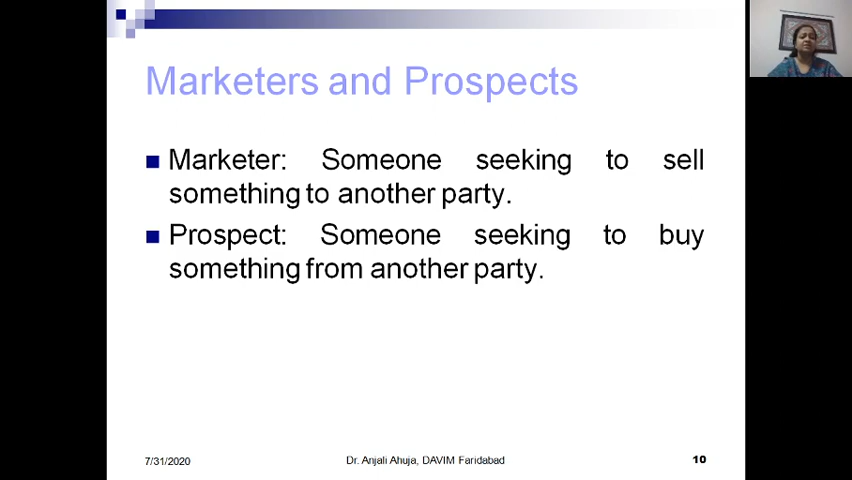 Marketers and Prospects
Marketer: Someone seeking to sell
something to another party.
Prospect: Someone seeking to buy
something from another party.
7/31/2020 Dr. Anjali Ahuja, DAVIM Faridabad 10